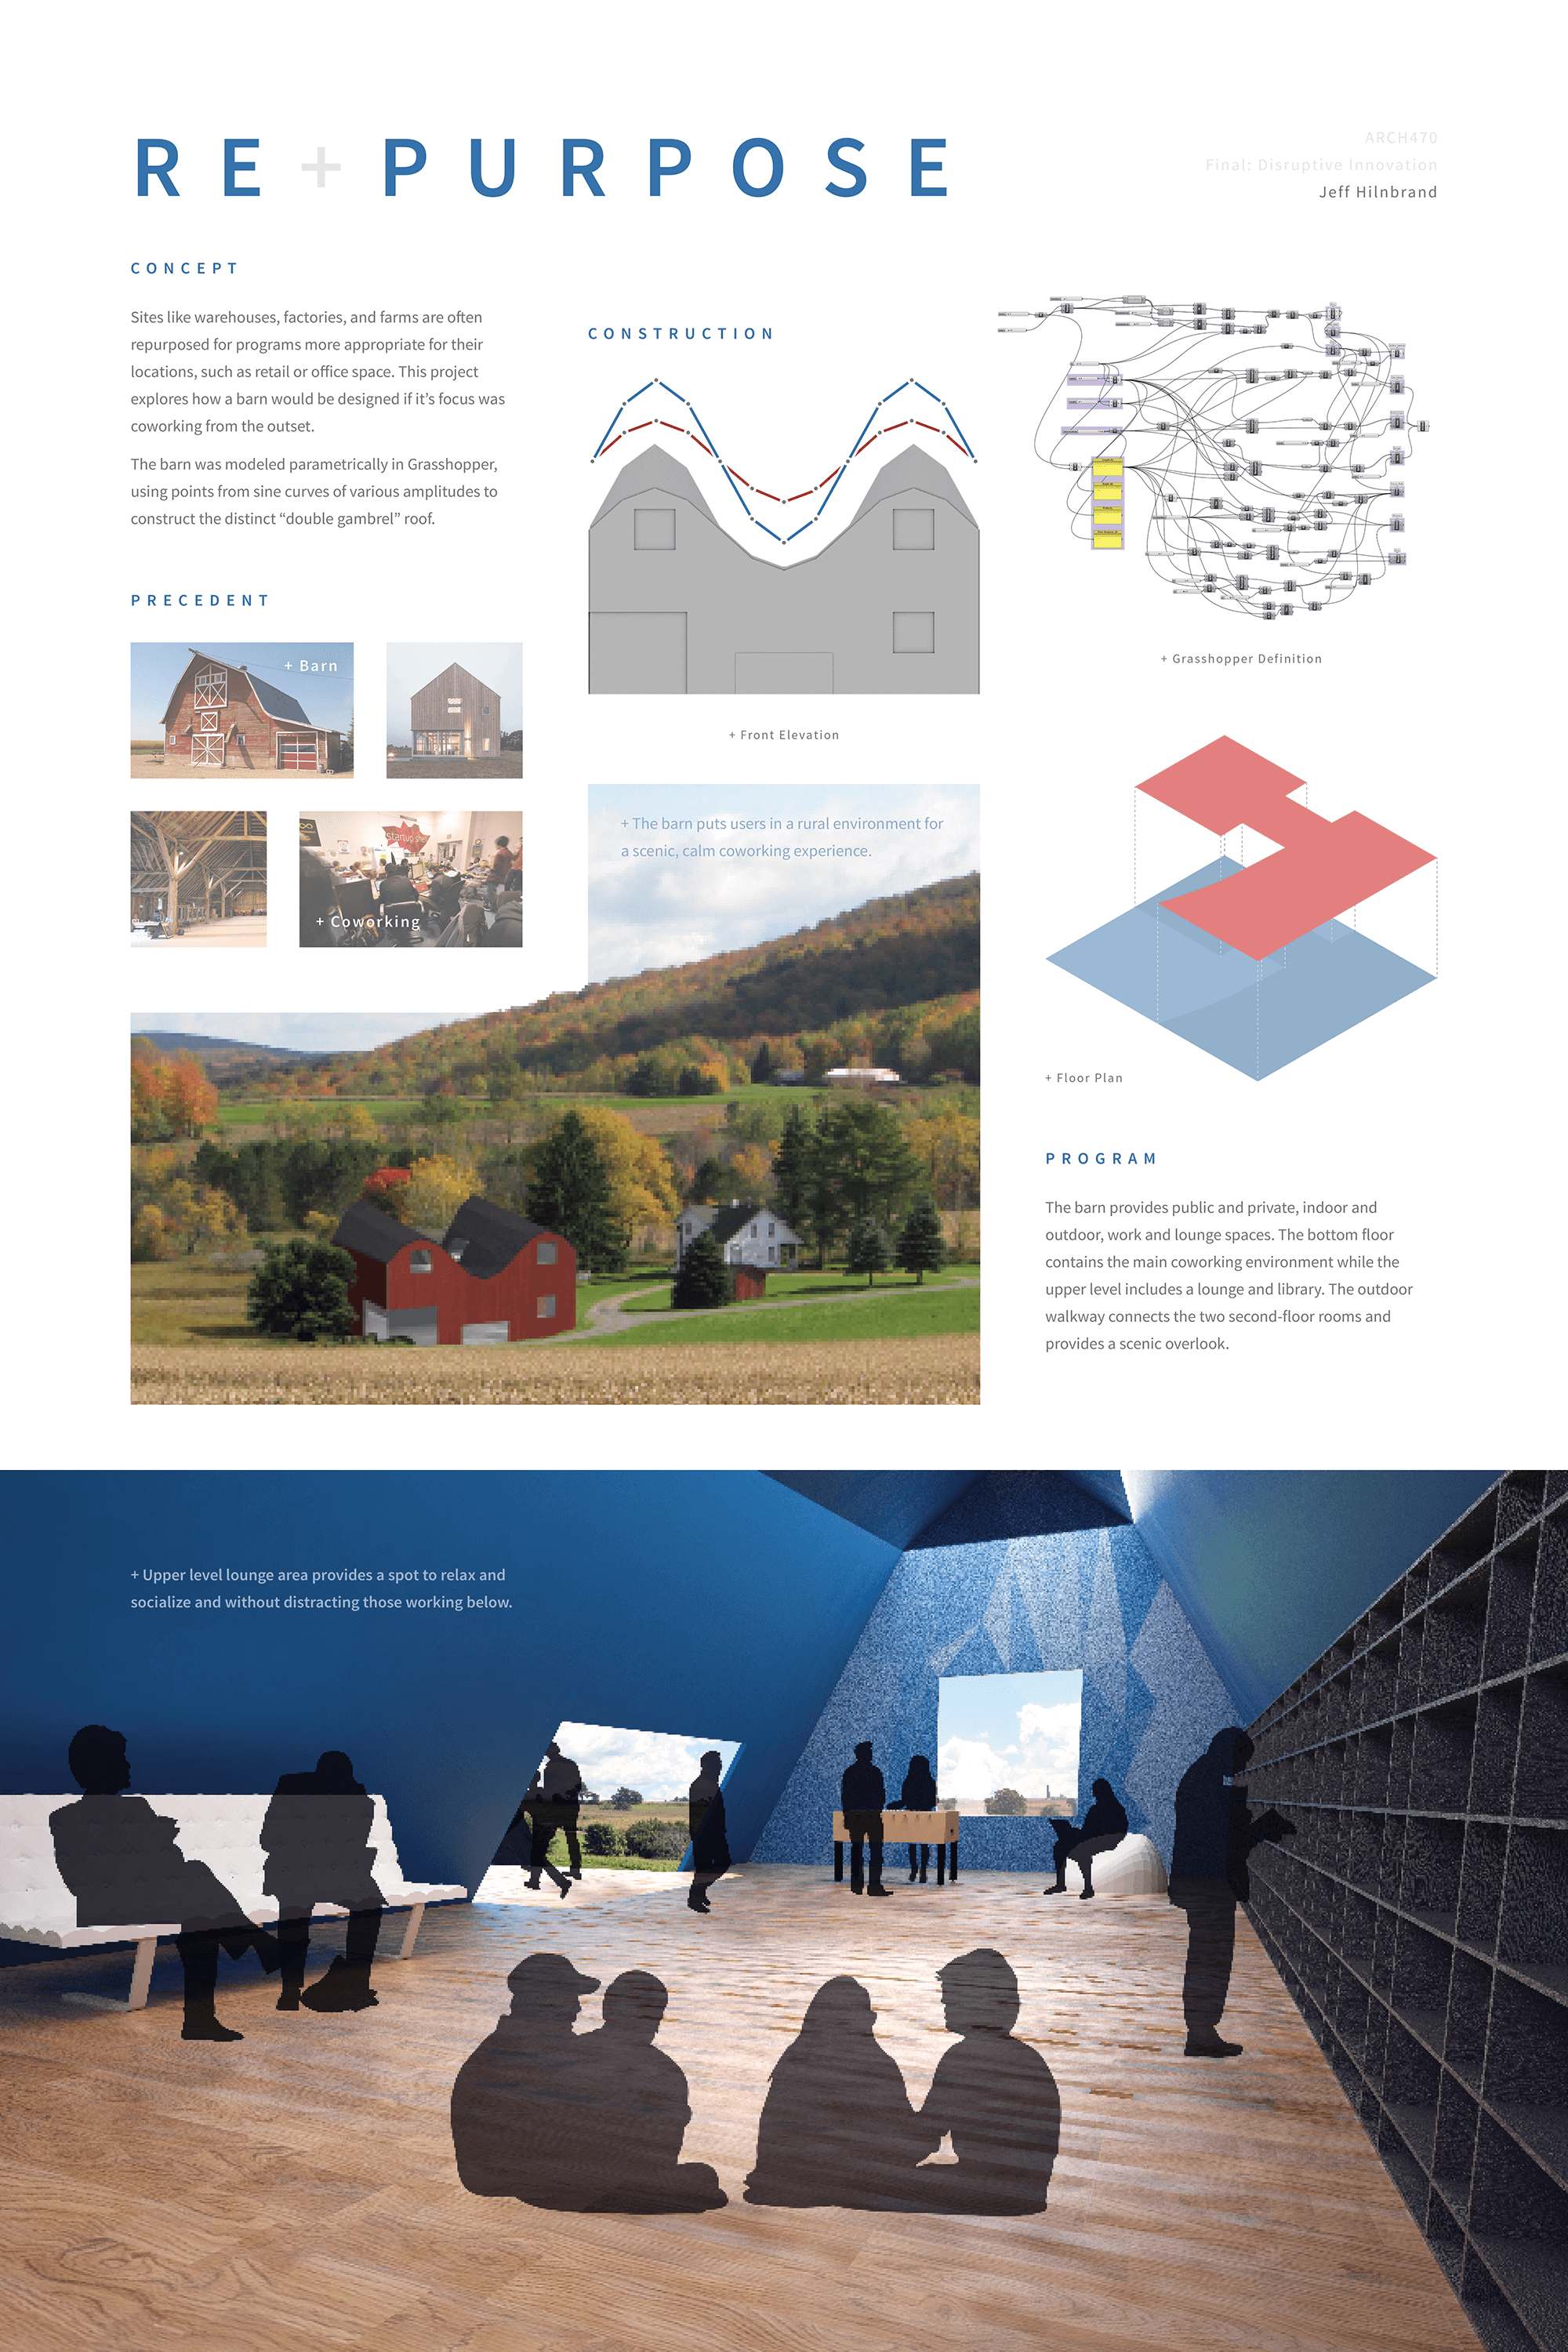 RE+PURPOSE
ARCH470
Final: Disruptive Innovation
Jeff Hilnbrand
CONCEPT
Sites like warehouses, factories, and farms are often
repurposed for programs more appropriate for their
locations, such as retail or office space. This project
explores how a barn would be designed if it’s focus was
coworking from the outset.
The barn was modeled parametrically in Grasshopper,
using points from sine curves of various amplitudes to
construct the distinct “double gambrel” roof.
PRECEDENT
+ Barn
Startup
+ Coworking
CONSTRUCTION
+ Front Elevation
+ The barn puts users in a rural environment for
a scenic, calm coworking experience.
+ Grasshopper Definition
+ Floor Plan
PROGRAM
The barn provides public and private, indoor and
outdoor, work and lounge spaces. The bottom floor
contains the main coworking environment while the
upper level includes a lounge and library. The outdoor
walkway connects the two second-floor rooms and
provides a scenic overlook.
+ Upper level lounge area provides a spot to relax and
socialize and without distracting those working below.